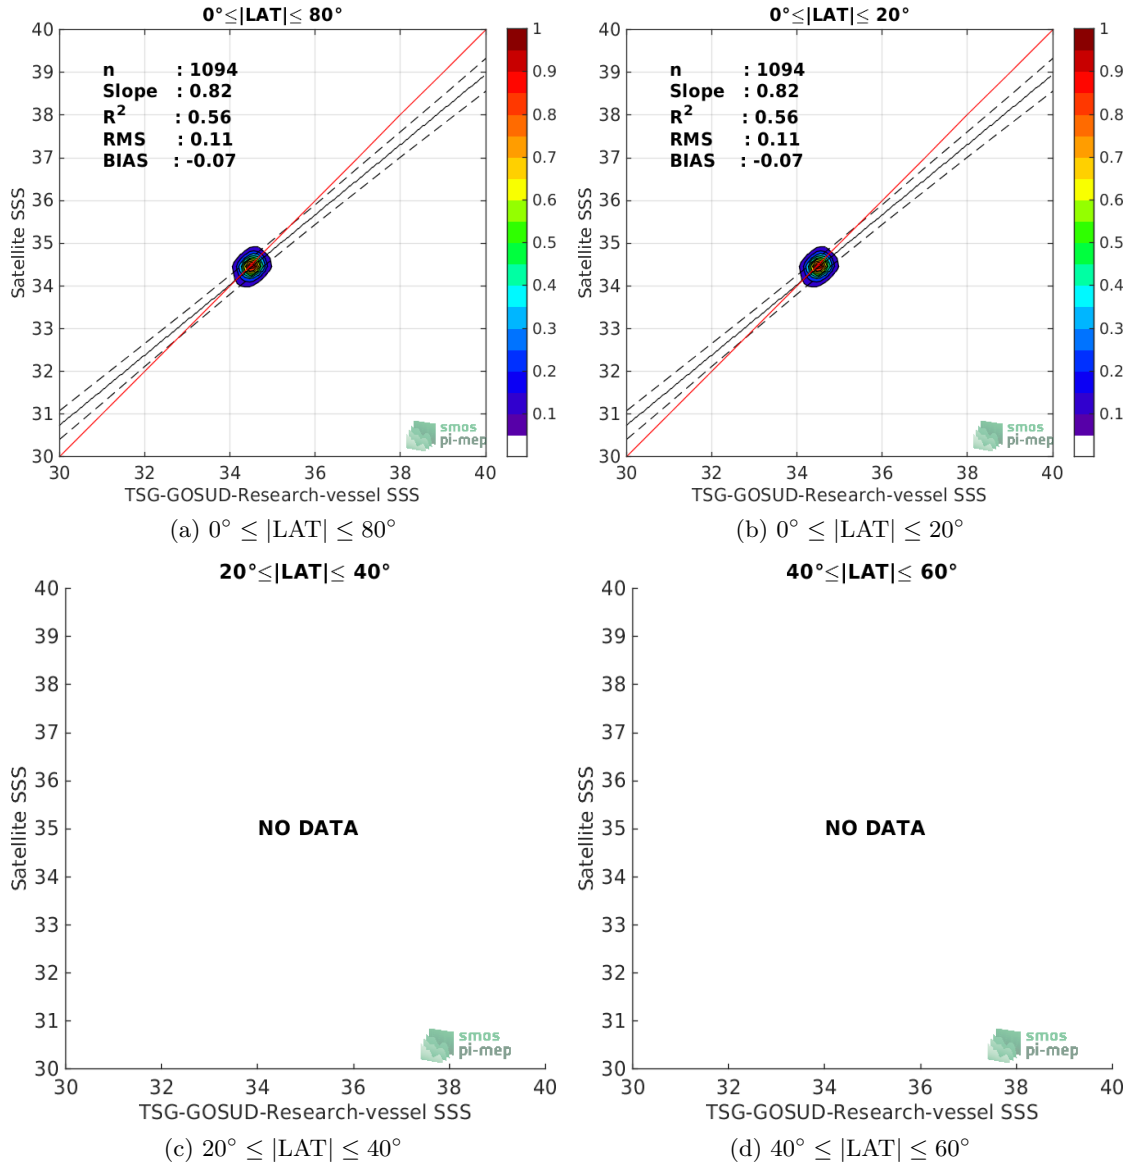 0°≤|LAT|≤ 80°
n : 1094
Slope : 0.82
R² : 0.56
RMS : 0.11
BIAS : -0.07
Satellite SSS
40
39
38
37
36
35
34
33
32
31
30
30 32 34 36 38 40
TSG-GOSUD-Research-vessel SSS
smos
pi-mep
1
0.9
0.8
0.7
0.6
0.5
0.4
0.3
0.2
0.1
(a) 0° ≤ |LAT| ≤ 80°
0°≤|LAT|≤ 20°
n : 1094
Slope : 0.82
R² : 0.56
RMS : 0.11
BIAS : -0.07
Satellite SSS
40
39
38
37
36
35
34
33
32
31
30
30 32 34 36 38 40
TSG-GOSUD-Research-vessel SSS
smos
pi-mep
1
0.9
0.8
0.7
0.6
0.5
0.4
0.3
0.2
0.1
(b) 0° ≤ |LAT| ≤ 20°
20°≤|LAT|≤ 40°
Satellite SSS
40
39
38
37
36
35
34
33
32
31
30
NO DATA
smos
pi-mep
30 32 34 36 38 40
TSG-GOSUD-Research-vessel SSS
(c) 20° ≤ |LAT| ≤ 40°
40°≤|LAT|≤ 60°
Satellite SSS
40
39
38
37
36
35
34
33
32
31
30
NO DATA
smos
pi-mep
30 32 34 36 38 40
TSG-GOSUD-Research-vessel SSS
(d) 40° ≤ |LAT| ≤ 60°